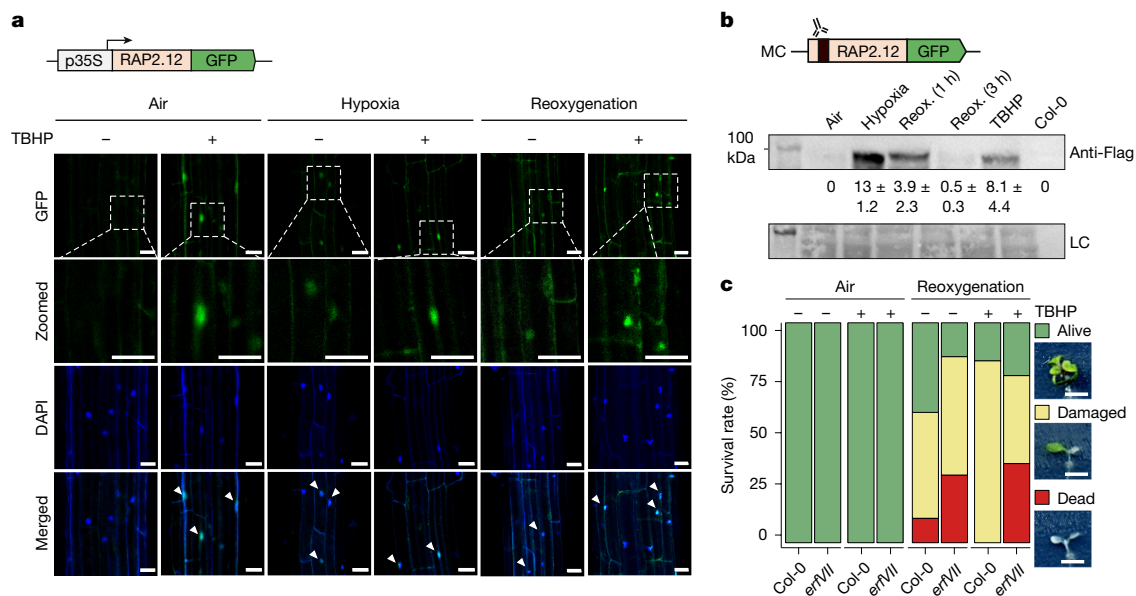 a
p35S RAP2.12 GFP
Air Hypoxia Reoxygenation
TBHP – + – + – +
GFP
Zoomed
DAPI
Merged
b
MC RAP2.12 GFP
Air Hypoxia Reox. (1 h) Reox. (3 h) TBHP Col-0
100
kDa
Anti-Flag
0 13 ± 3.9 ± 0.5 ± 8.1 ± 0
1.2 2.3 0.3 4.4
LC
c
Air Reoxygenation
– – + + – – + + TBHP
Survival rate (%)
100
75
50
25
0
Alive
Damaged
Dead
Col-0 erfVII Col-0 erfVII Col-0 erfVII Col-0 erfVII